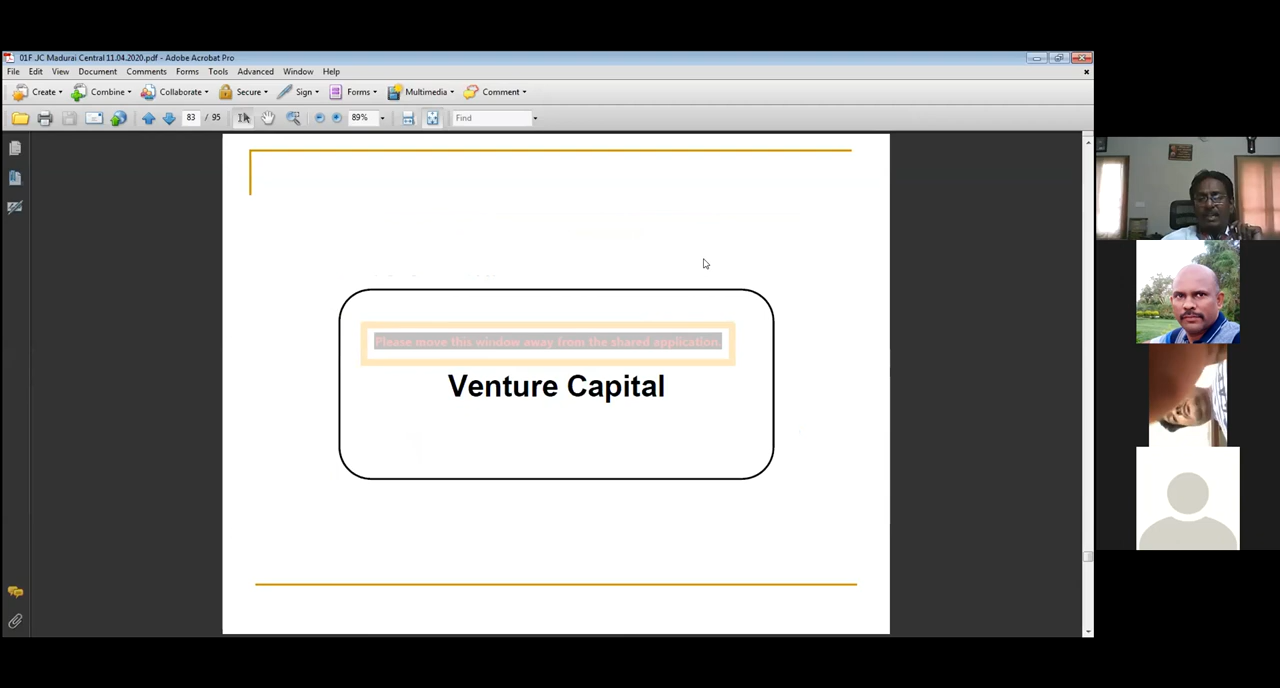 01F JC Madurai Central 11.04.2020.pdf - Adobe Acrobat Pro
File Edit View Document Comments Forms Tools Advanced Window Help
Create Combine Collaborate Secure Sign Forms Multimedia Comment
83 / 95 89% Find
Please move this window away from the shared application.
Venture Capital